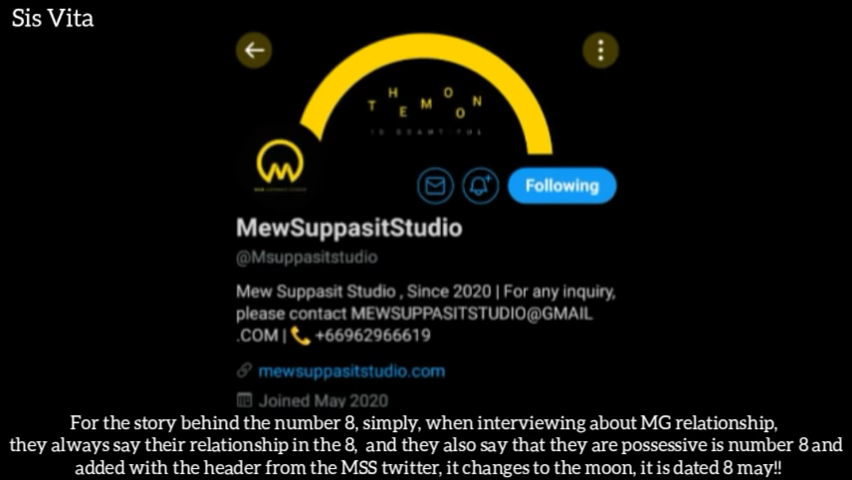 Sis Vita
THE MOON
IS BEAUTIFUL
Following
MewSuppasitStudio
@Msuppasitstudio
Mew Suppasit Studio , Since 2020 | For any inquiry,
please contact MEWSUPPASITSTUDIO@GMAIL
.COM | 📞 +66962966619
mewsuppasitstudio.com
Joined May 2020
For the story behind the number 8, simply, when interviewing about MG relationship,
they always say their relationship in the 8, and they also say that they are possessive is number 8 and
added with the header from the MSS twitter, it changes to the moon, it is dated 8 may!!